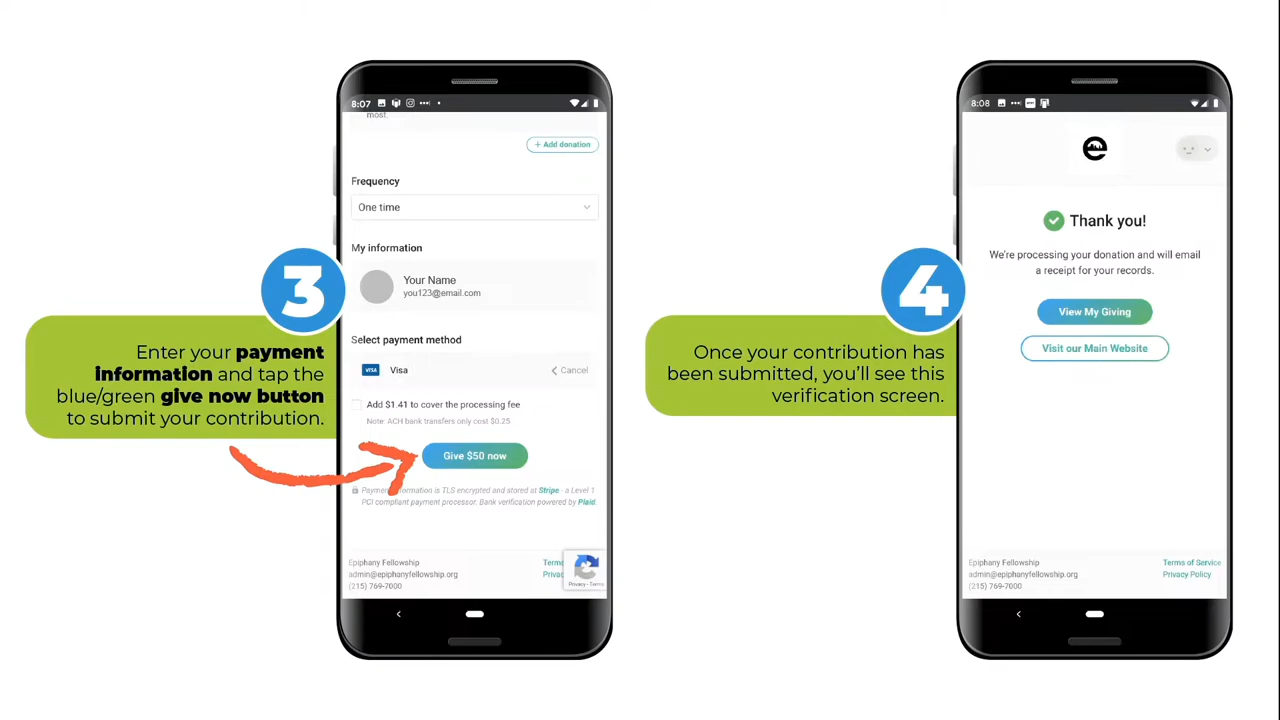 3
Enter your payment
information and tap the
blue/green give now button
to submit your contribution.
8:07
most.
+ Add donation
Frequency
One time
My information
Your Name
you123@email.com
Select payment method
VISA
Visa
Cancel
Add $1.41 to cover the processing fee
Note: ACH bank transfers only cost $0.25
Give $50 now
Payment information is TLS encrypted and stored at Stripe - a Level 1
PCI compliant payment processor. Bank verification powered by Plaid.
Epiphany Fellowship
admin@epiphanyfellowship.org
(215) 769-7000
Privacy - Terms
4
Once your contribution has
been submitted, you'll see this
verification screen.
8:08
e
Thank you!
We're processing your donation and will email
a receipt for your records.
View My Giving
Visit our Main Website
Epiphany Fellowship
admin@epiphanyfellowship.org
(215) 769-7000
Terms of Service
Privacy Policy